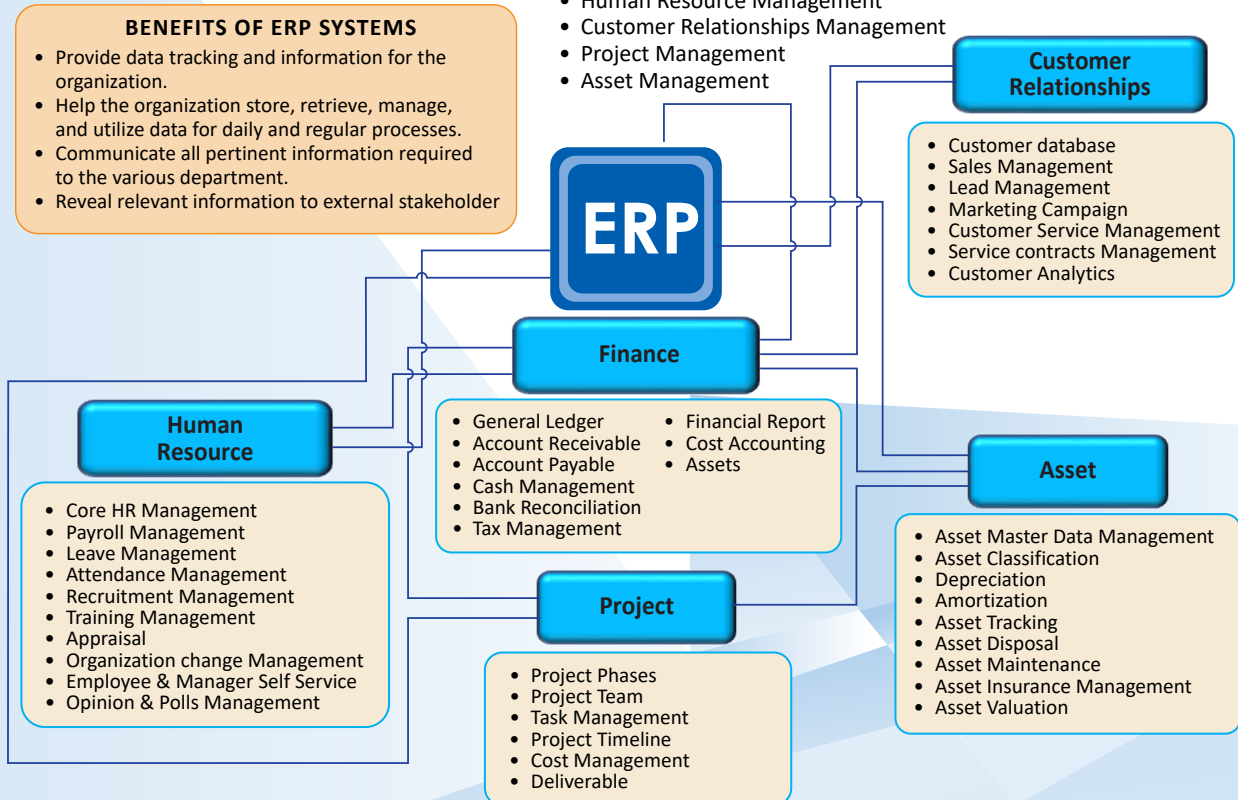 BENEFITS OF ERP SYSTEMS
• Provide data tracking and information for the
organization.
• Help the organization store, retrieve, manage,
and utilize data for daily and regular processes.
• Communicate all pertinent information required
to the various department.
• Reveal relevant information to external stakeholder
• Human Resource Management
• Customer Relationships Management
• Project Management
• Asset Management
Customer
Relationships
• Customer database
• Sales Management
• Lead Management
• Marketing Campaign
• Customer Service Management
• Service contracts Management
• Customer Analytics
ERP
Finance
• General Ledger
• Account Receivable
• Account Payable
• Cash Management
• Bank Reconciliation
• Tax Management
• Financial Report
• Cost Accounting
• Assets
Human
Resource
• Core HR Management
• Payroll Management
• Leave Management
• Attendance Management
• Recruitment Management
• Training Management
• Appraisal
• Organization change Management
• Employee & Manager Self Service
• Opinion & Polls Management
Asset
• Asset Master Data Management
• Asset Classification
• Depreciation
• Amortization
• Asset Tracking
• Asset Disposal
• Asset Maintenance
• Asset Insurance Management
• Asset Valuation
Project
• Project Phases
• Project Team
• Task Management
• Project Timeline
• Cost Management
• Deliverable